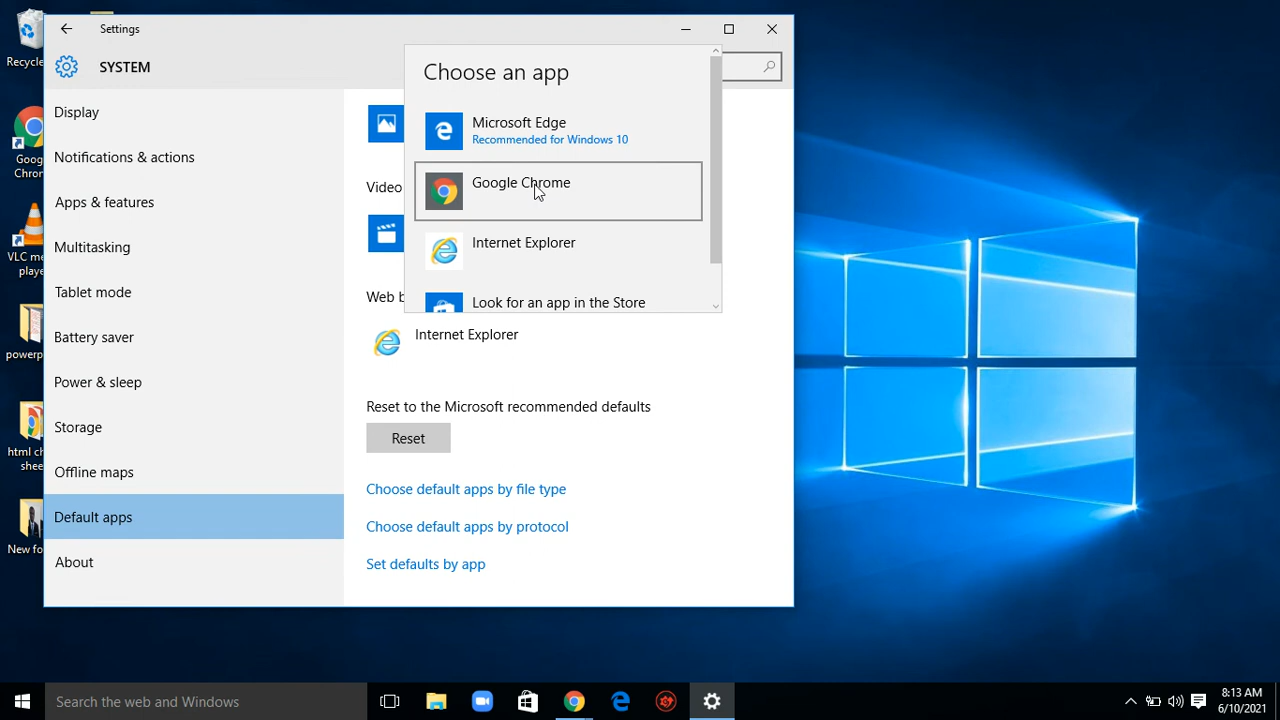 Settings
SYSTEM
Display
Notifications & actions
Apps & features
Multitasking
Tablet mode
Battery saver
Power & sleep
Storage
Offline maps
Default apps
About
Choose an app
Microsoft Edge
Recommended for Windows 10
Google Chrome
Internet Explorer
Look for an app in the Store
Video
Web b
Internet Explorer
Reset to the Microsoft recommended defaults
Reset
Choose default apps by file type
Choose default apps by protocol
Set defaults by app
Recycle
Goog
Chron
VLC me
play
powerp
html ch
shee
New fo
Search the web and Windows
8:13 AM
6/10/2021